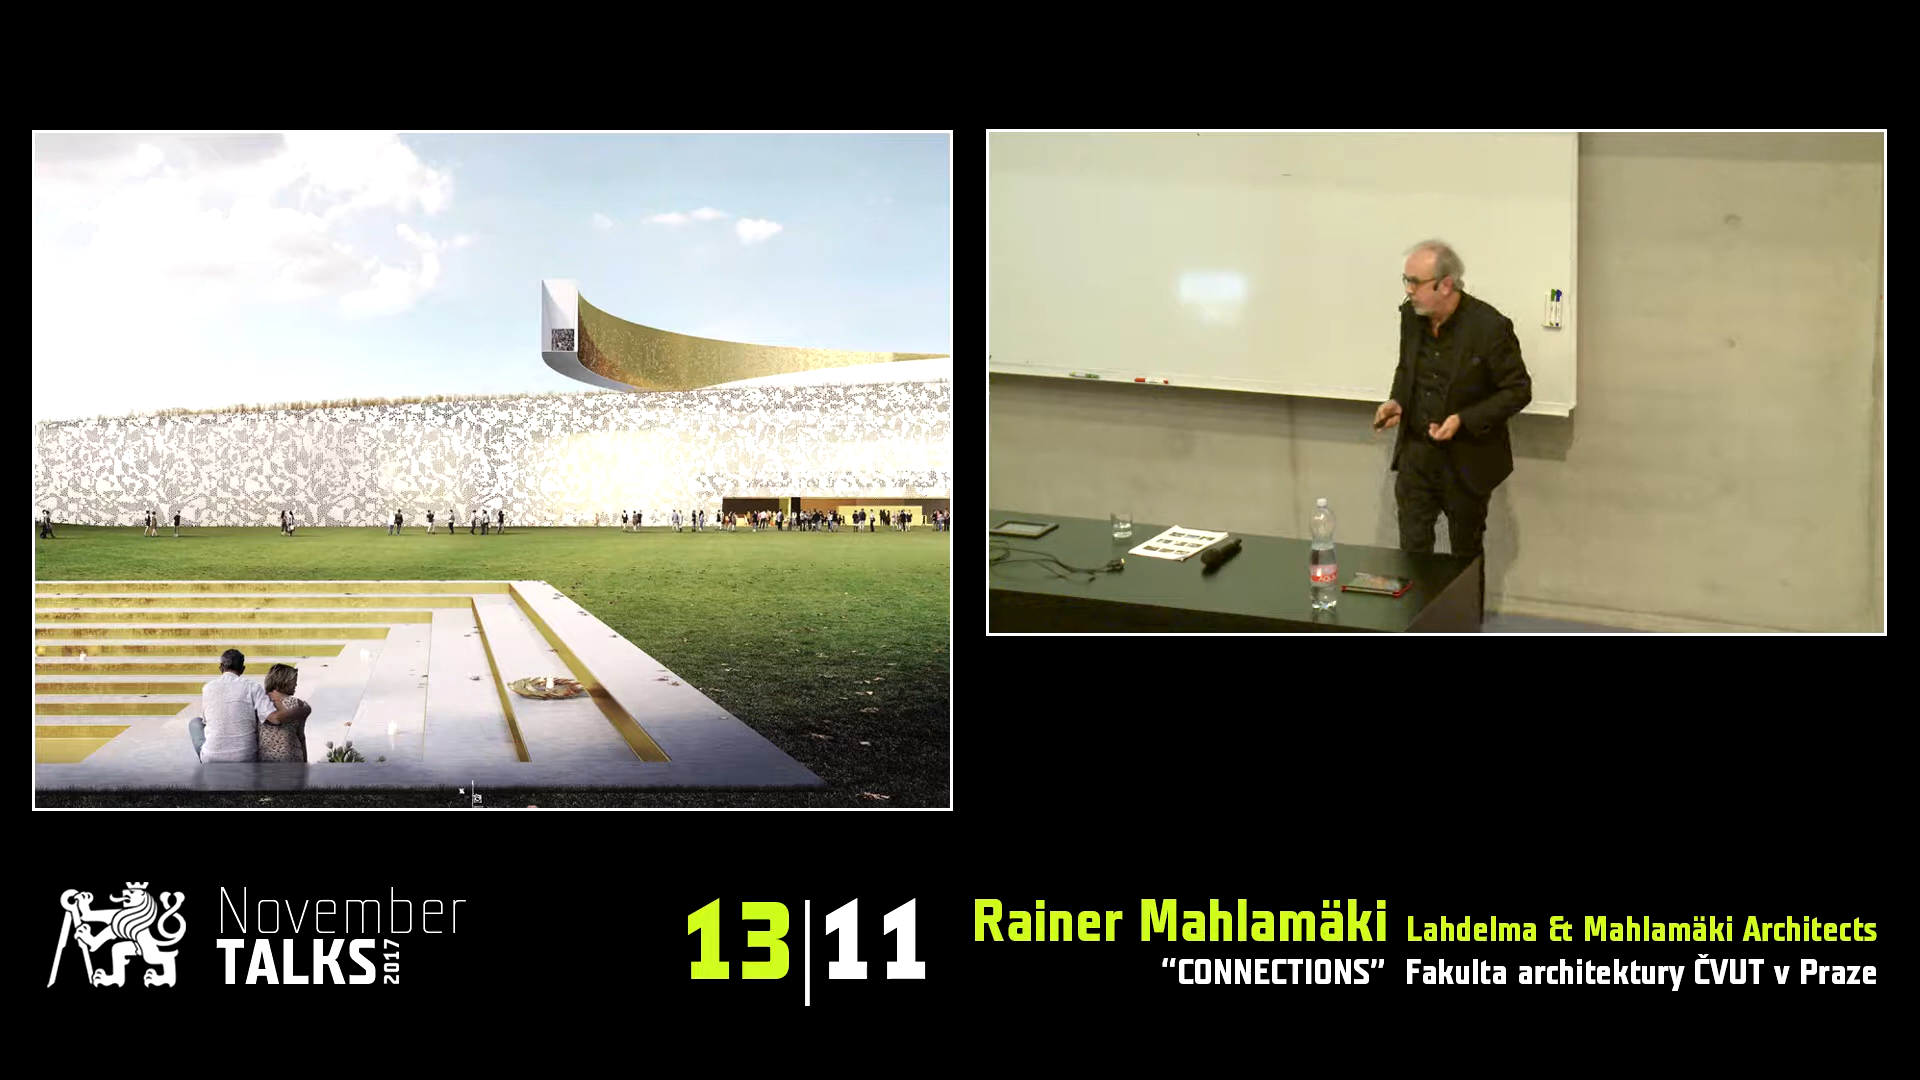 November
TALKS 2017
13|11
Rainer Mahlamäki Lahdelma & Mahlamäki Architects
“CONNECTIONS” Fakulta architektury ČVUT v Praze